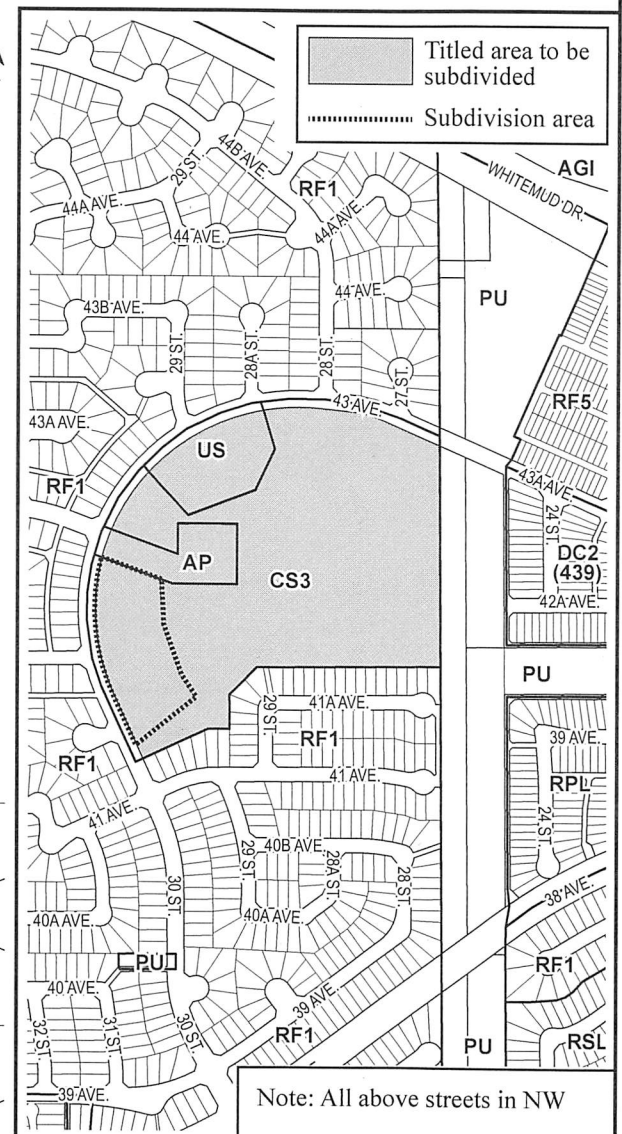 Titled area to be
subdivided
Subdivision area
AGI
WHITEMUD DR.
29 ST.
44B AVE.
RF1
44A AVE.
44 AVE.
44A AVE.
44 AVE.
PU
43B AVE.
29 ST.
28A ST.
28 ST.
27 ST.
43 AVE.
RF5
43A AVE.
RF1
US
43A AVE.
24 ST.
DC2
(439)
AP
CS3
42A AVE.
PU
29 ST.
41A AVE.
RF1
RF1
41 AVE.
39 AVE.
RPL
24 ST.
41 AVE.
40B AVE.
29 ST.
28A ST.
28 ST.
30 ST.
40A AVE.
40A AVE.
38 AVE.
PU
RF1
40 AVE.
39 AVE.
RF1
32 ST.
31 ST.
30 ST.
PU
RSL
39 AVE.
Note: All above streets in NW